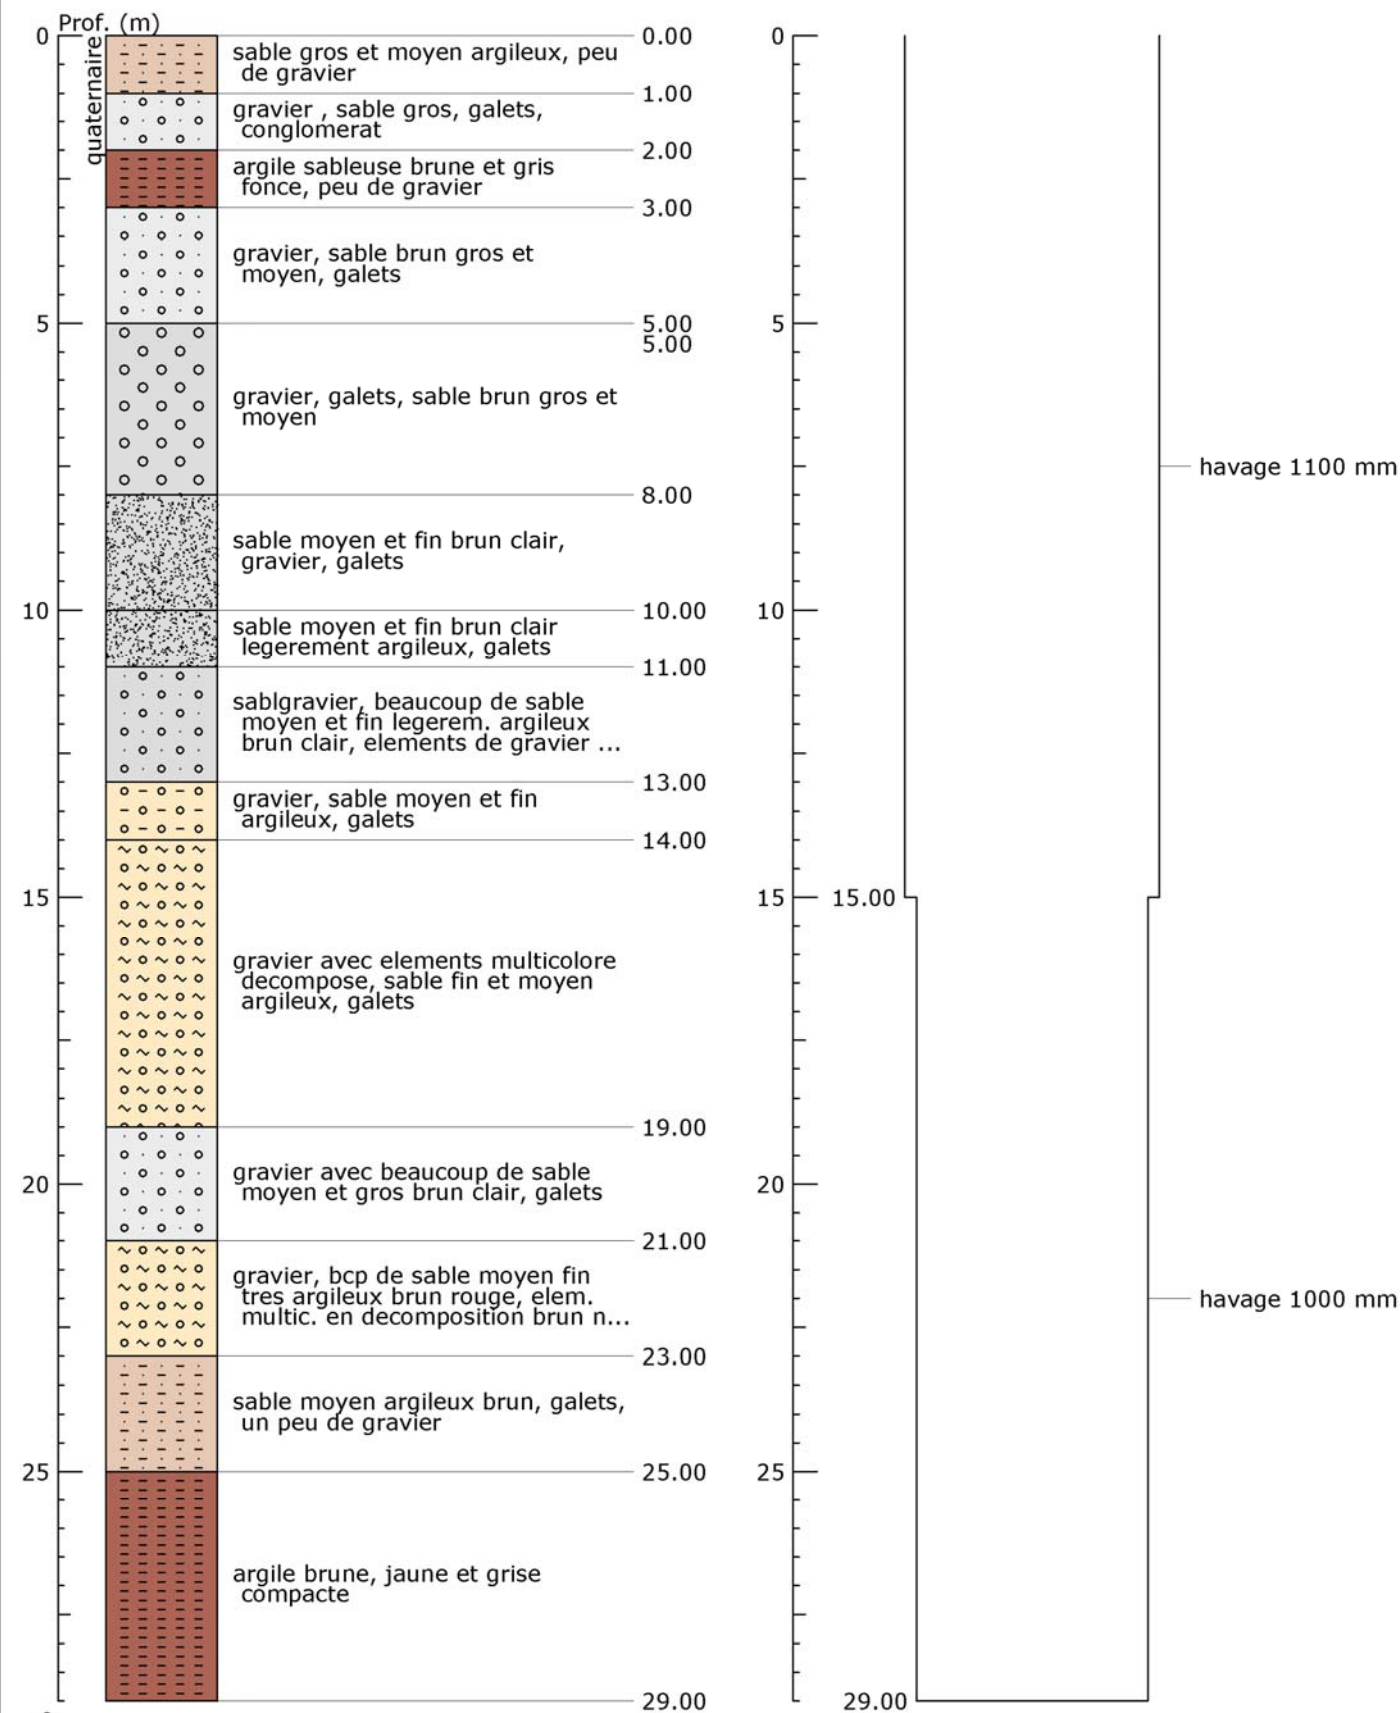 Prof. (m)
quaternaire
0
0.00
sable gros et moyen argileux, peu
de gravier
1.00
gravier , sable gros, galets,
conglomerat
2.00
argile sableuse brune et gris
fonce, peu de gravier
3.00
gravier, sable brun gros et
moyen, galets
5
5.00
5.00
gravier, galets, sable brun gros et
moyen
8.00
sable moyen et fin brun clair,
gravier, galets
10
10.00
sable moyen et fin brun clair
legerement argileux, galets
11.00
sablgravier, beaucoup de sable
moyen et fin legerem. argileux
brun clair, elements de gravier ...
13.00
gravier, sable moyen et fin
argileux, galets
14.00
15
gravier avec elements multicolore
decompose, sable fin et moyen
argileux, galets
19.00
gravier avec beaucoup de sable
moyen et gros brun clair, galets
20
21.00
gravier, bcp de sable moyen fin
tres argileux brun rouge, elem.
multic. en decomposition brun n...
23.00
sable moyen argileux brun, galets,
un peu de gravier
25
25.00
argile brune, jaune et grise
compacte
29.00
0
5
havage 1100 mm
10
15
15.00
20
havage 1000 mm
25
29.00